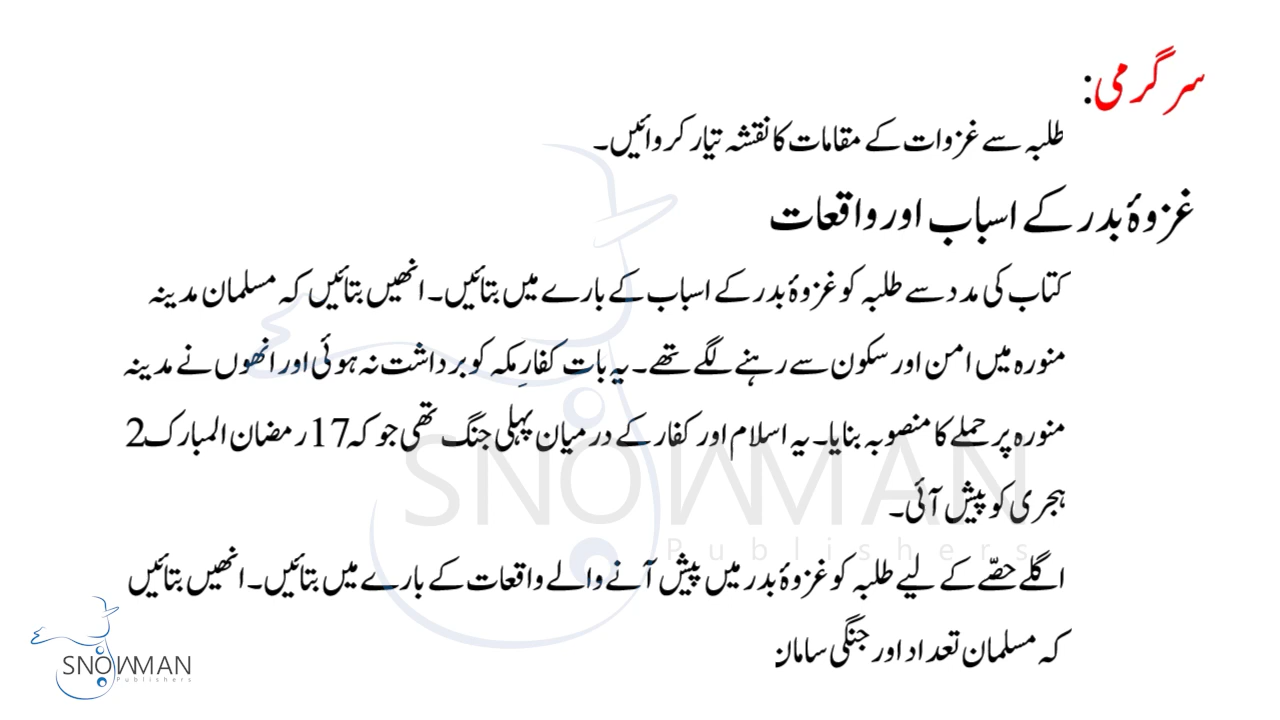 سرگرمی:
طلبہ سے غزوات کے مقامات کا نقشہ تیار کروائیں۔
غزوۂ بدر کے اسباب اور واقعات
کتاب کی مدد سے طلبہ کو غزوۂ بدر کے اسباب کے بارے میں بتائیں۔ انھیں بتائیں کہ مسلمان مدینہ
منورہ میں امن اور سکون سے رہنے لگے تھے۔ یہ بات کفارِ مکہ کو برداشت نہ ہوئی اور انھوں نے مدینہ
منورہ پر حملے کا منصوبہ بنایا۔ یہ اسلام اور کفار کے درمیان پہلی جنگ تھی جو کہ 17 رمضان المبارک 2
ہجری کو پیش آئی۔
اگلے حصّے کے لیے طلبہ کو غزوۂ بدر میں پیش آنے والے واقعات کے بارے میں بتائیں۔ انھیں بتائیں
کہ مسلمان تعداد اور جنگی سامان
SNOWMAN
Publishers
SNOWMAN
Publishers